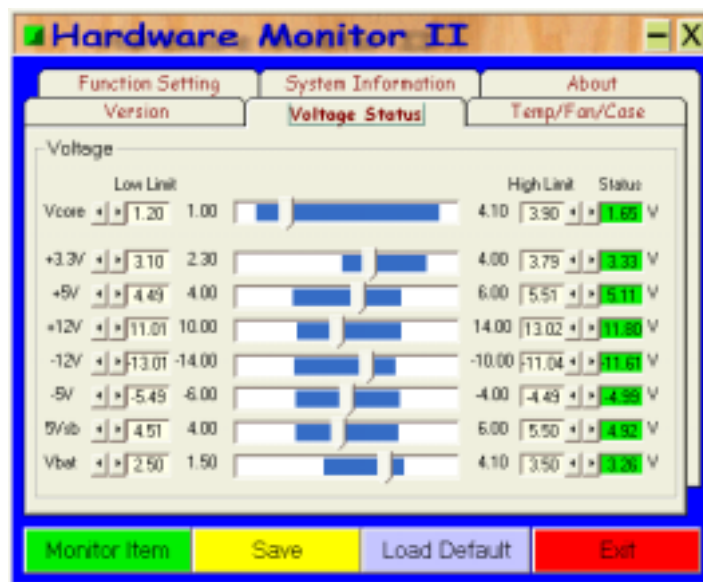 Hardware Monitor II
Function Setting System Information About
Version Voltage Status Temp/Fan/Case
Voltage
Low Limit High Limit Status
Vcore 1.20 1.00 4.10 3.90 1.65 V
+3.3V 3.10 2.30 4.00 3.79 3.33 V
+5V 4.49 4.00 6.00 5.51 5.11 V
+12V 11.01 10.00 14.00 13.02 11.80 V
-12V -13.01 -14.00 -10.00 -11.04 -11.61 V
-5V -5.49 -6.00 -4.00 -4.49 -4.99 V
5Vsb 4.51 4.00 6.00 5.50 4.92 V
Vbat 2.50 1.50 4.10 3.50 3.26 V
Monitor Item Save Load Default Exit